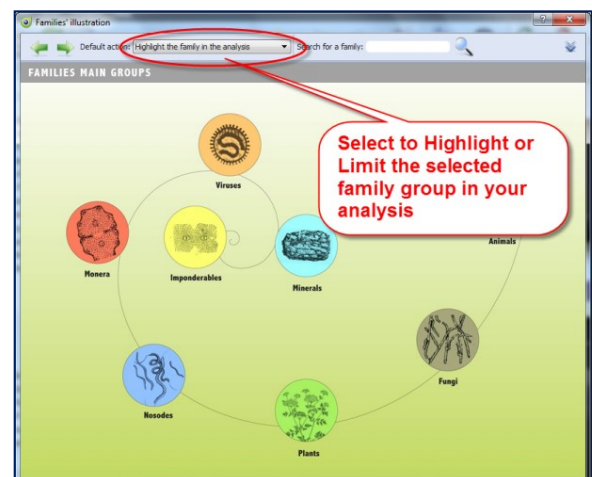 Families' illustration
Default action: Highlight the family in the analysis Search for a family:
FAMILIES MAIN GROUPS
Select to Highlight or
Limit the selected
family group in your
analysis
Viruses
Animals
Monera
Imponderables
Minerals
Fungi
Nosodes
Plants